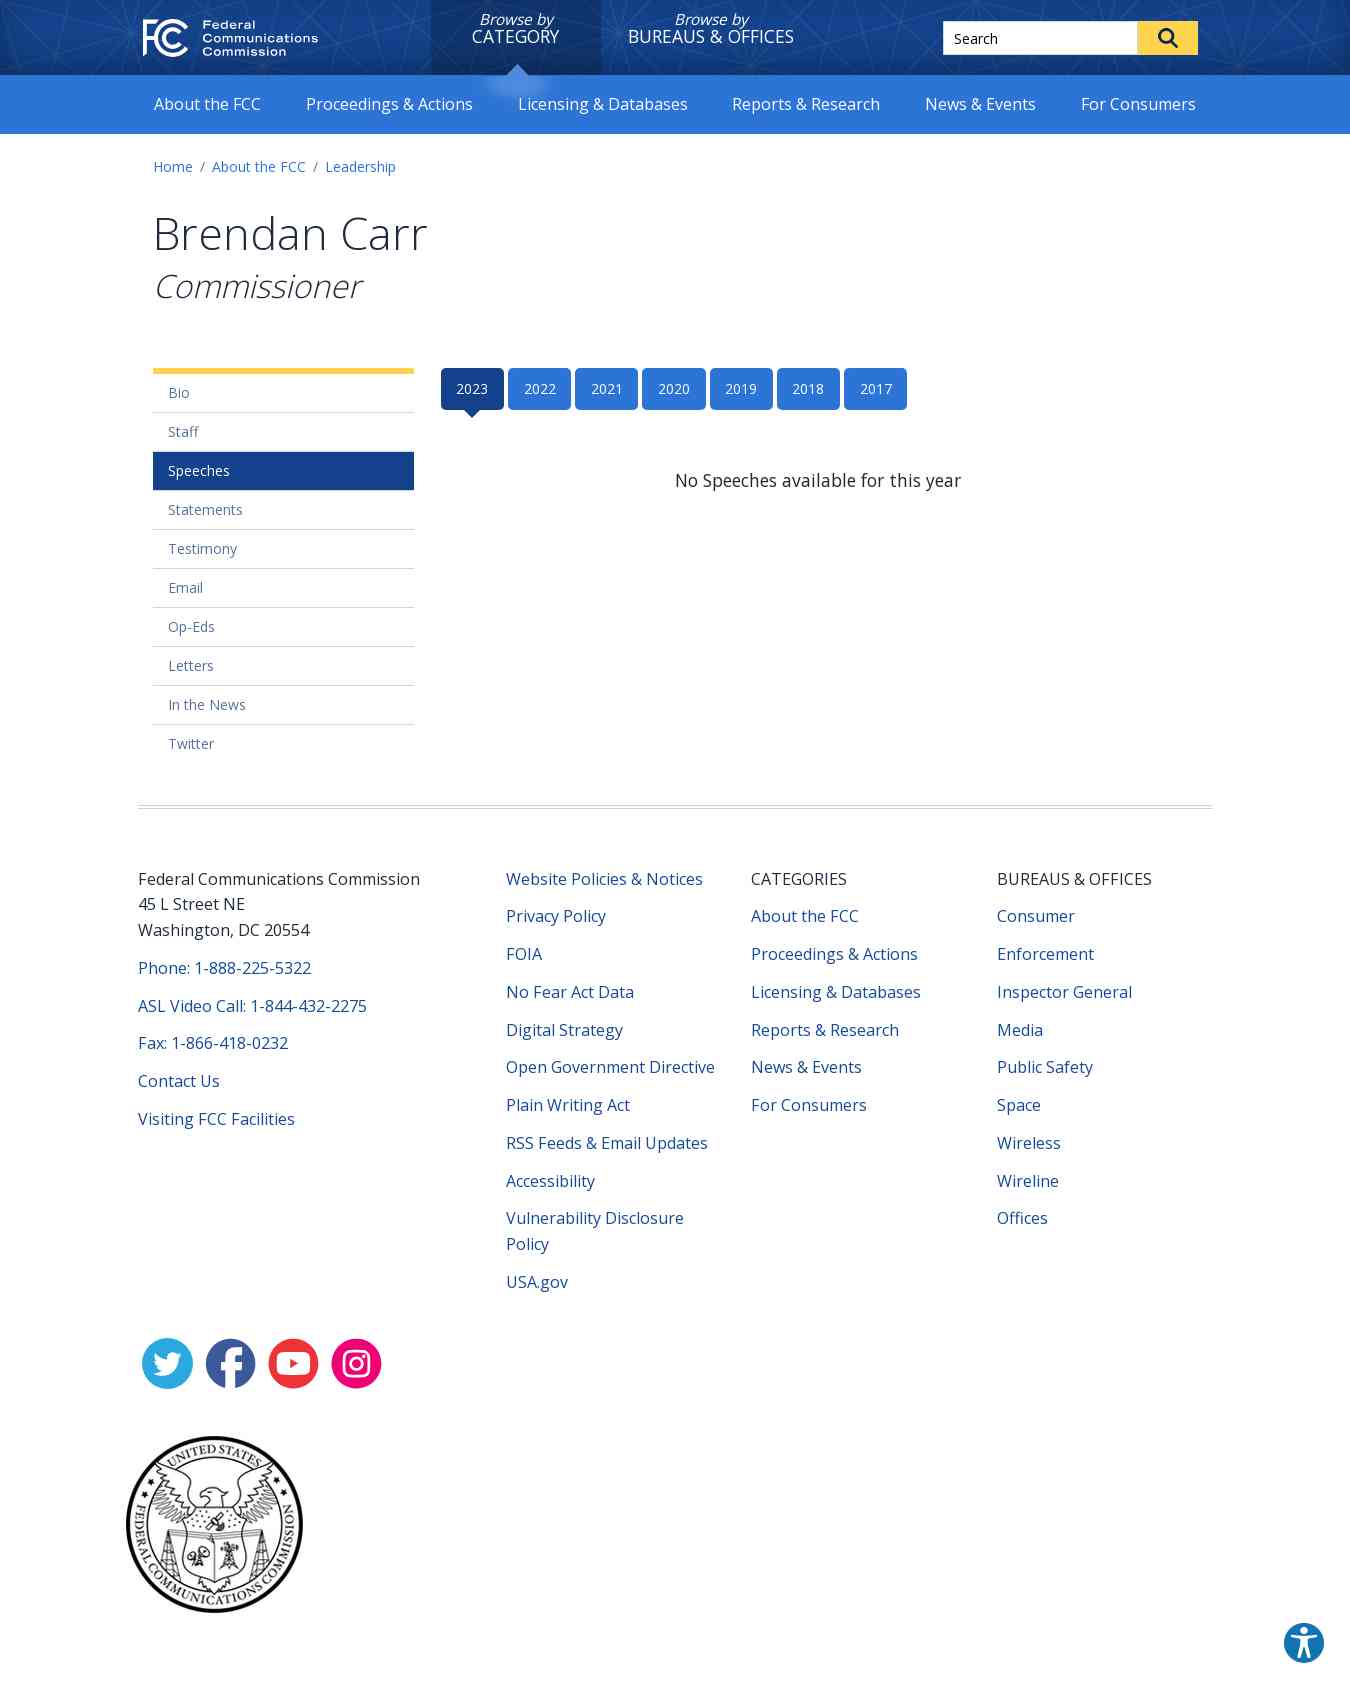 FCC Federal
Communications
Commission
Browse by
CATEGORY
Browse by
BUREAUS & OFFICES
Search
About the FCC
Proceedings & Actions
Licensing & Databases
Reports & Research
News & Events
For Consumers
Home / About the FCC / Leadership
Brendan Carr
Commissioner
Bio
Staff
Speeches
Statements
Testimony
Email
Op-Eds
Letters
In the News
Twitter
2023 2022 2021 2020 2019 2018 2017
No Speeches available for this year
Federal Communications Commission
45 L Street NE
Washington, DC 20554
Phone: 1-888-225-5322
ASL Video Call: 1-844-432-2275
Fax: 1-866-418-0232
Contact Us
Visiting FCC Facilities
Website Policies & Notices
Privacy Policy
FOIA
No Fear Act Data
Digital Strategy
Open Government Directive
Plain Writing Act
RSS Feeds & Email Updates
Accessibility
Vulnerability Disclosure
Policy
USA.gov
CATEGORIES
About the FCC
Proceedings & Actions
Licensing & Databases
Reports & Research
News & Events
For Consumers
BUREAUS & OFFICES
Consumer
Enforcement
Inspector General
Media
Public Safety
Space
Wireless
Wireline
Offices
UNITED STATES
FEDERAL COMMUNICATIONS COMMISSION